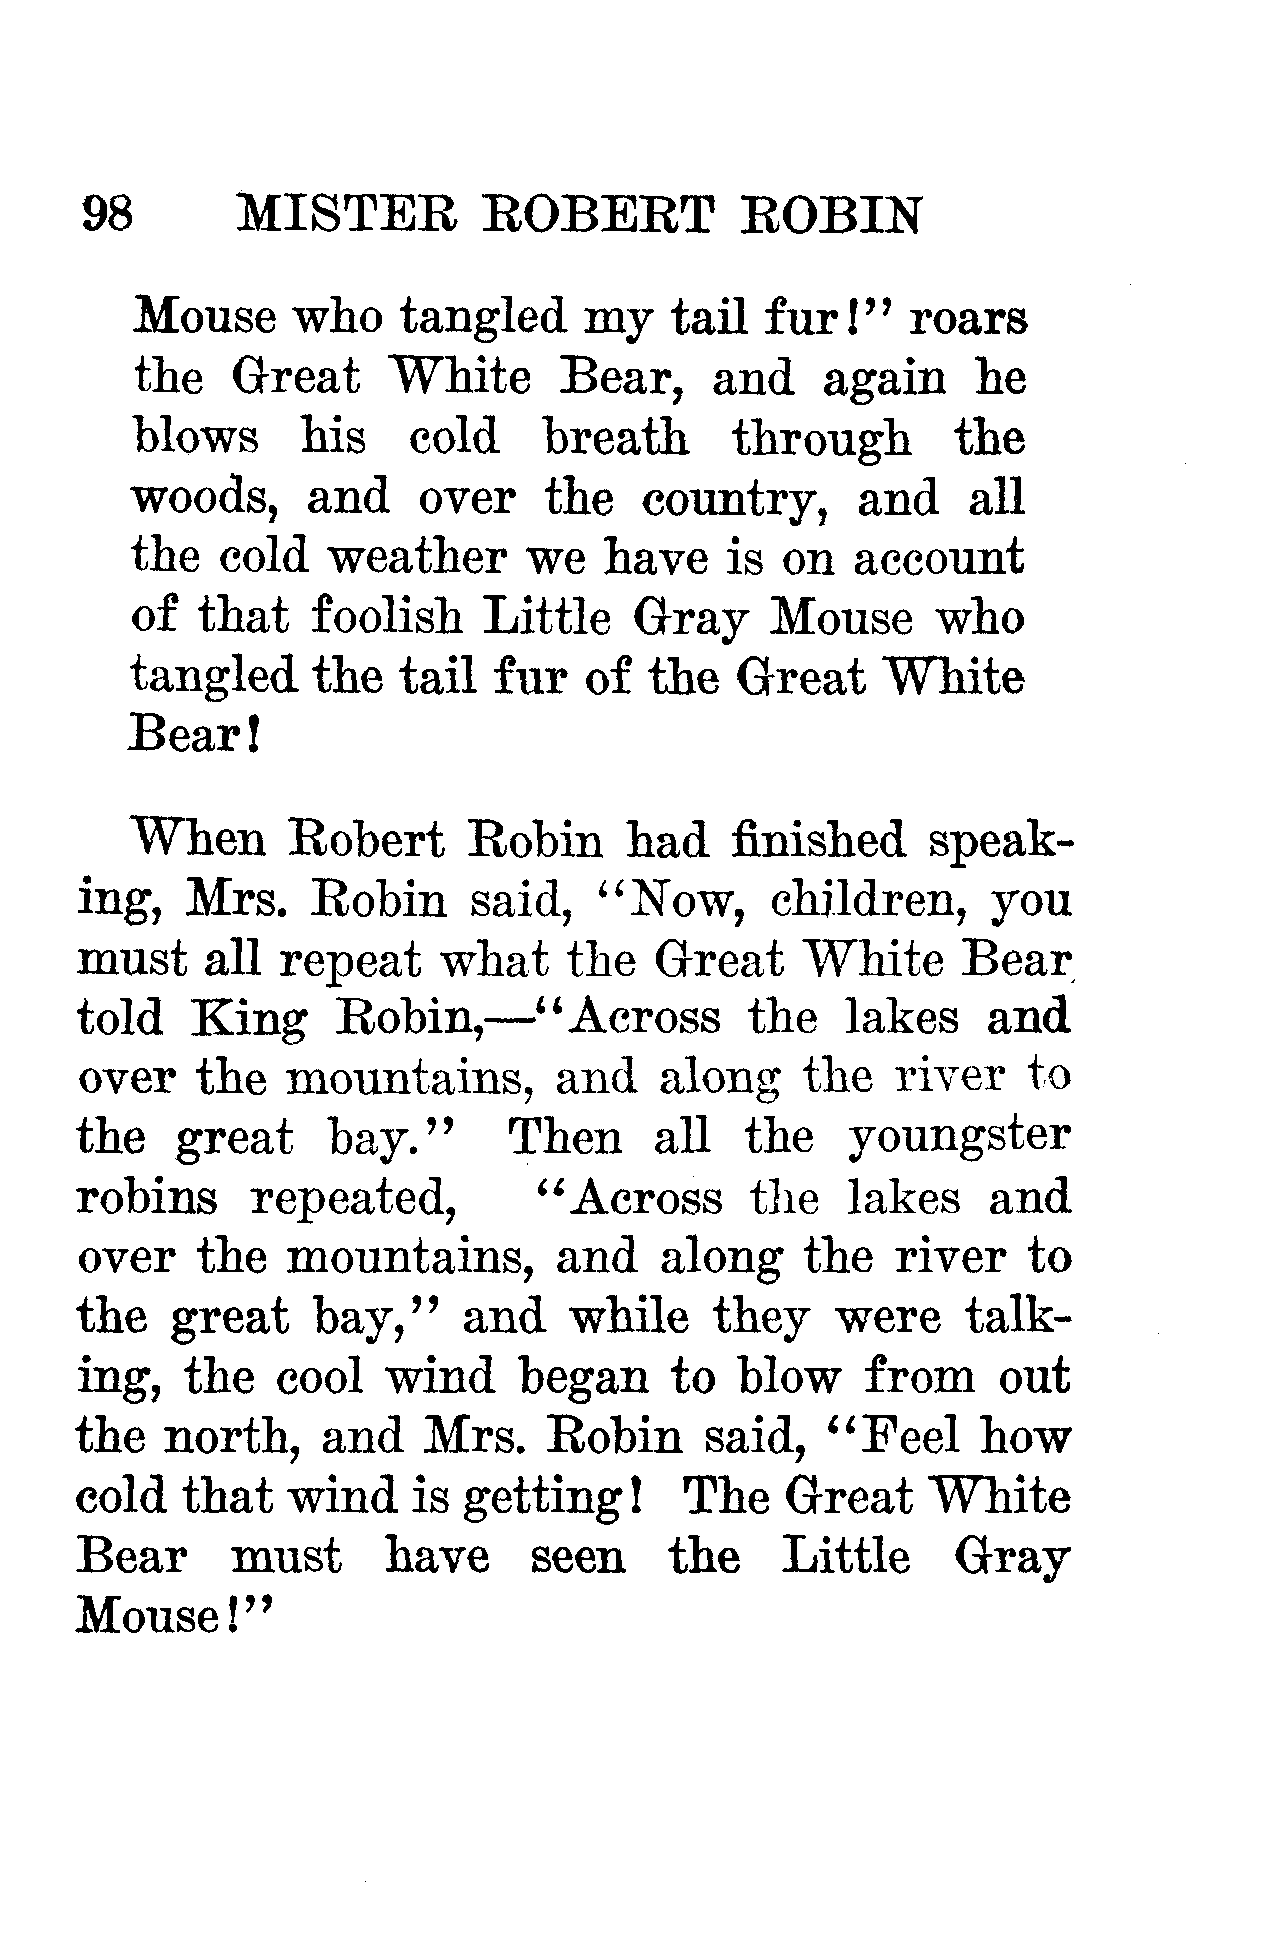 98 MISTER ROBERT ROBIN
Mouse who tangled my tail fur!" roars
the Great White Bear, and again he
blows his cold breath through the
woods, and over the country, and all
the cold weather we have is on account
of that foolish Little Gray Mouse who
tangled the tail fur of the Great White
Bear!
When Robert Robin had finished speak-
ing, Mrs. Robin said, "Now, children, you
must all repeat what the Great White Bear
told King Robin,—"Across the lakes and
over the mountains, and along the river to
the great bay." Then all the youngster
robins repeated, "Across the lakes and
over the mountains, and along the river to
the great bay," and while they were talk-
ing, the cool wind began to blow from out
the north, and Mrs. Robin said, "Feel how
cold that wind is getting! The Great White
Bear must have seen the Little Gray
Mouse!"